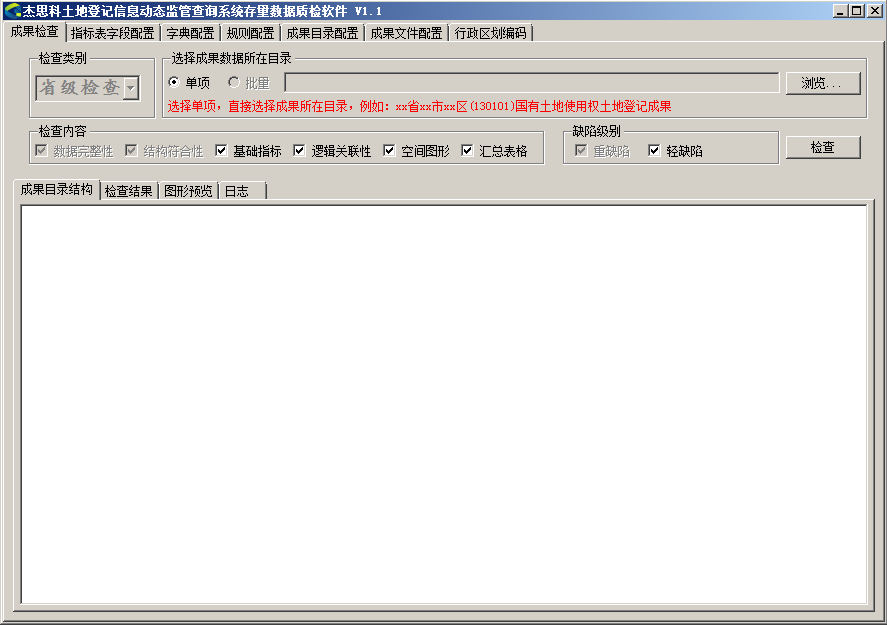 杰思科土地登记信息动态监管查询系统存量数据质检软件 V1.1
成果检查 指标表字段配置 字典配置 规则配置 成果目录配置 成果文件配置 行政区划编码
检查类别 选择成果数据所在目录
省级检查 单项 批量 浏览...
选择单项，直接选择成果所在目录，例如：xx省xx市xx区(130101)国有土地使用权土地登记成果
检查内容 缺陷级别
数据完整性 结构符合性 基础指标 逻辑关联性 空间图形 汇总表格 重缺陷 轻缺陷 检查
成果目录结构 检查结果 图形预览 日志